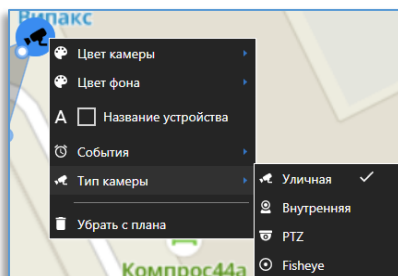 Випакс
Цвет камеры
Цвет фона
A Название устройства
События
Тип камеры
Убрать с плана
Уличная
Внутренняя
PTZ
Fisheye
Компрос44а